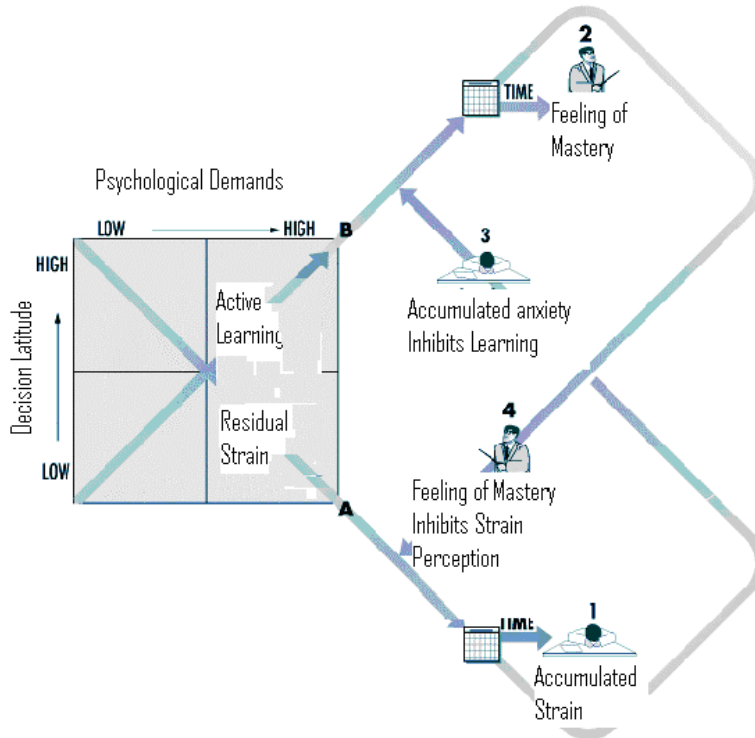 2
TIME
Feeling of
Mastery
Psychological Demands
LOW
HIGH
B
3
HIGH
Active
Learning
Accumulated anxiety
Inhibits Learning
Decision Latitude
4
Residual
Strain
LOW
A
Feeling of Mastery
Inhibits Strain
Perception
TIME
1
Accumulated
Strain